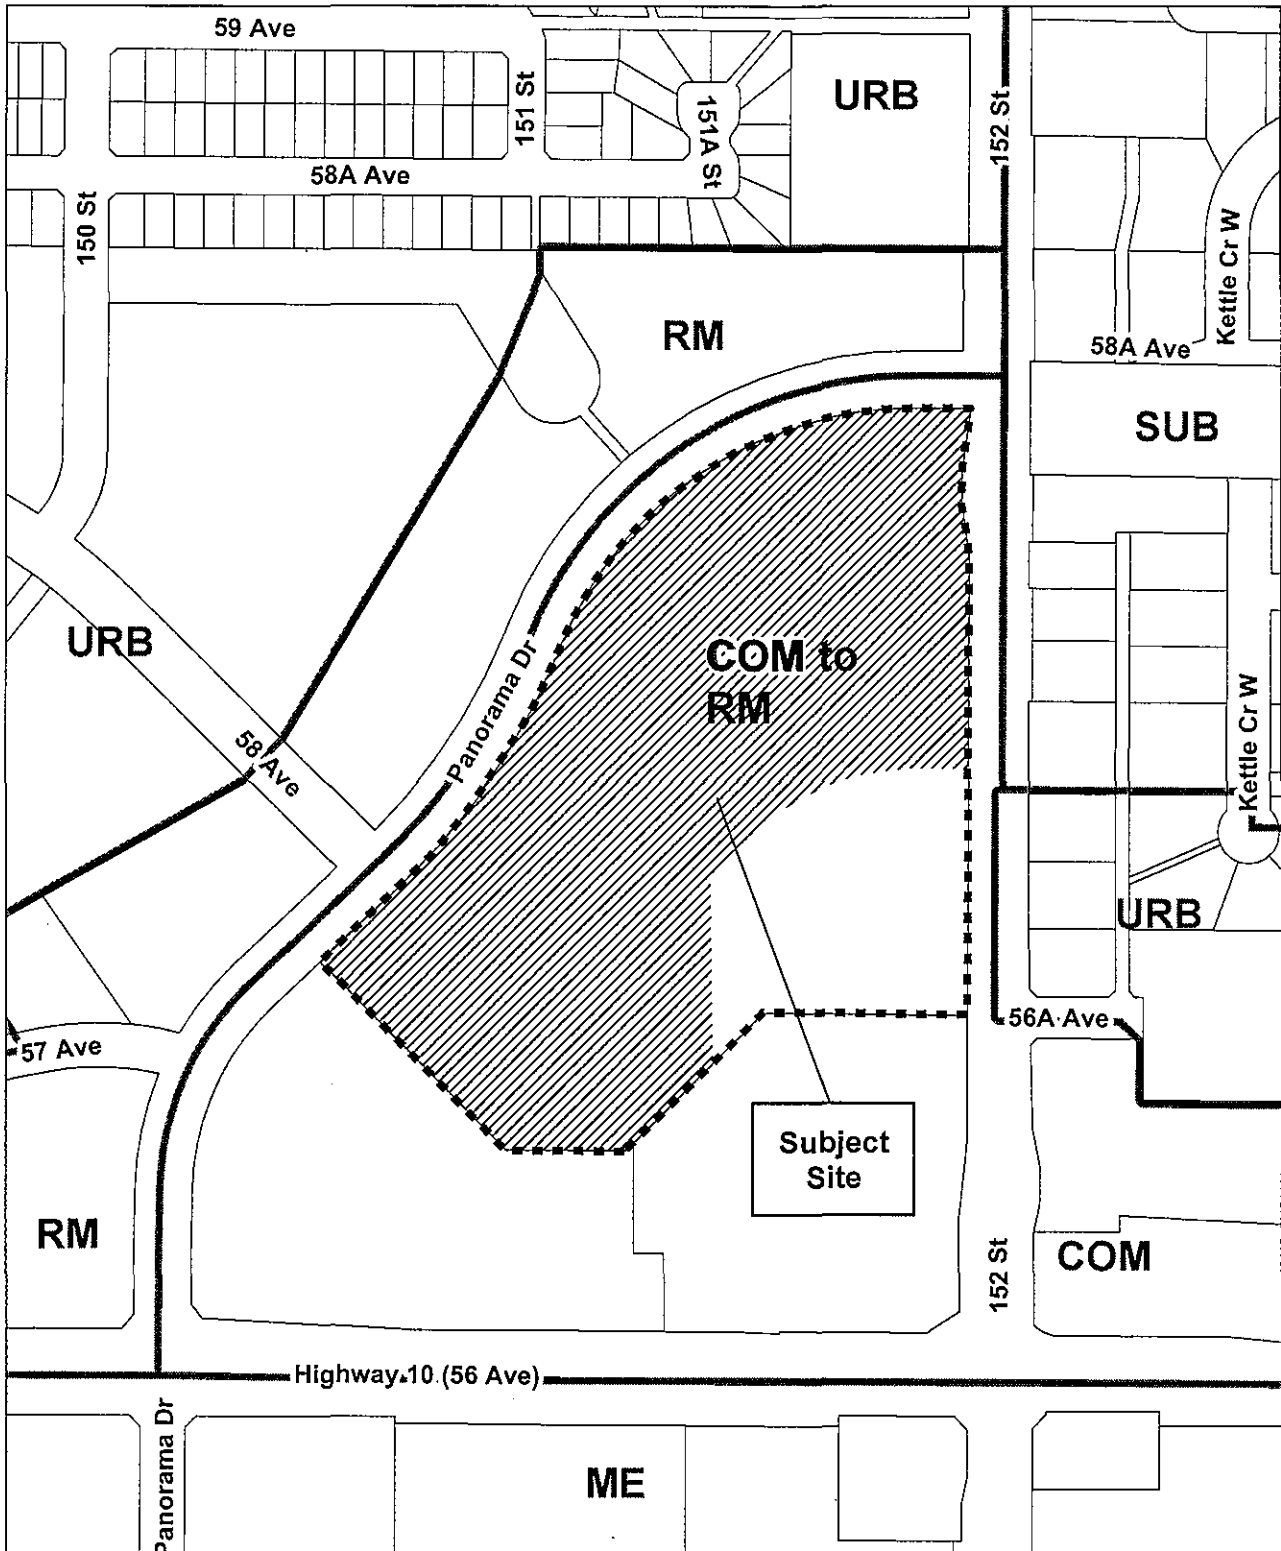 59 Ave
151 St
151A St
URB
152 St
58A Ave
150 St
Kettle Cr W
RM
58A Ave
SUB
URB
COM to
RM
Panorama Dr
58 Ave
Kettle Cr W
URB
56A Ave
57 Ave
Subject
Site
RM
152 St
COM
Highway 10 (56 Ave)
Panorama Dr
ME